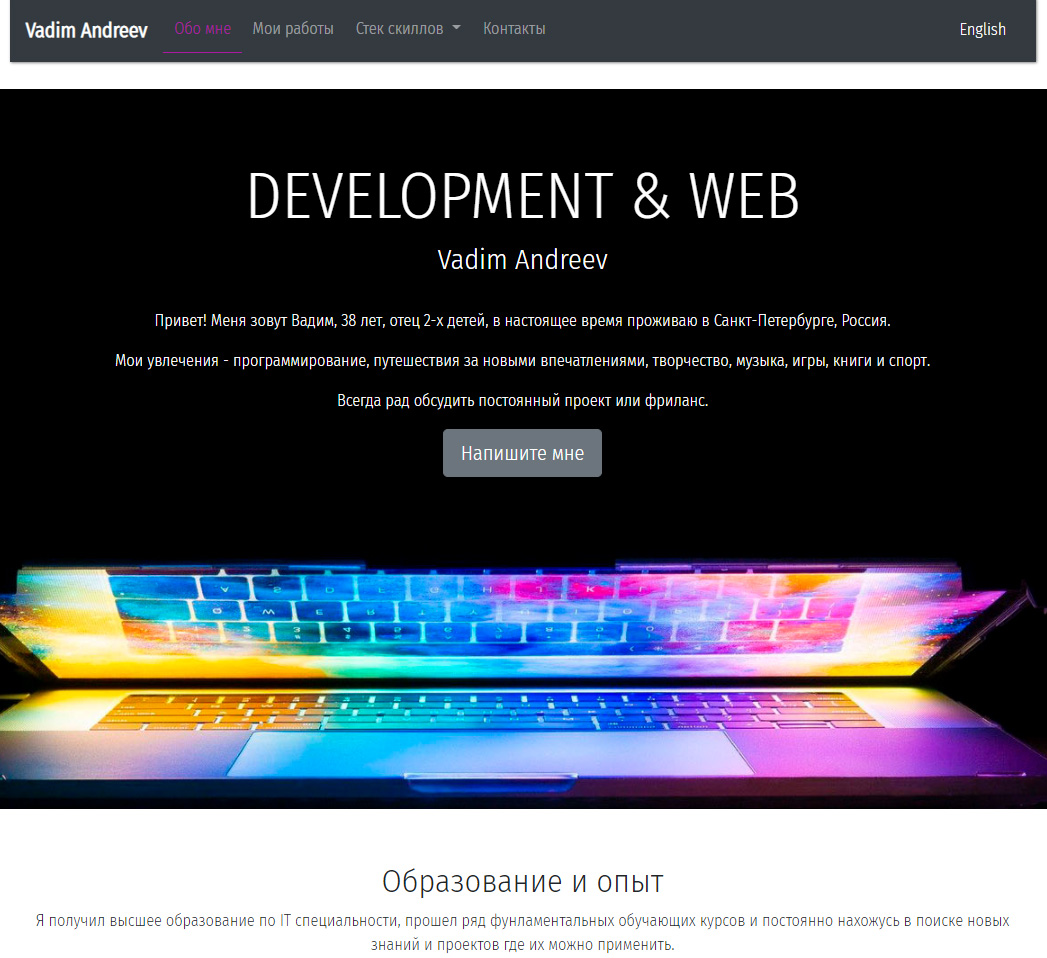 Vadim Andreev Обо мне Мои работы Стек скиллов Контакты English
DEVELOPMENT & WEB
Vadim Andreev
Привет! Меня зовут Вадим, 38 лет, отец 2-х детей, в настоящее время проживаю в Санкт-Петербурге, Россия.
Мои увлечения - программирование, путешествия за новыми впечатлениями, творчество, музыка, игры, книги и спорт.
Всегда рад обсудить постоянный проект или фриланс.
Напишите мне
Образование и опыт
Я получил высшее образование по IT специальности, прошел ряд фунламентальных обучающих курсов и постоянно нахожусь в поиске новых
знаний и проектов где их можно применить.